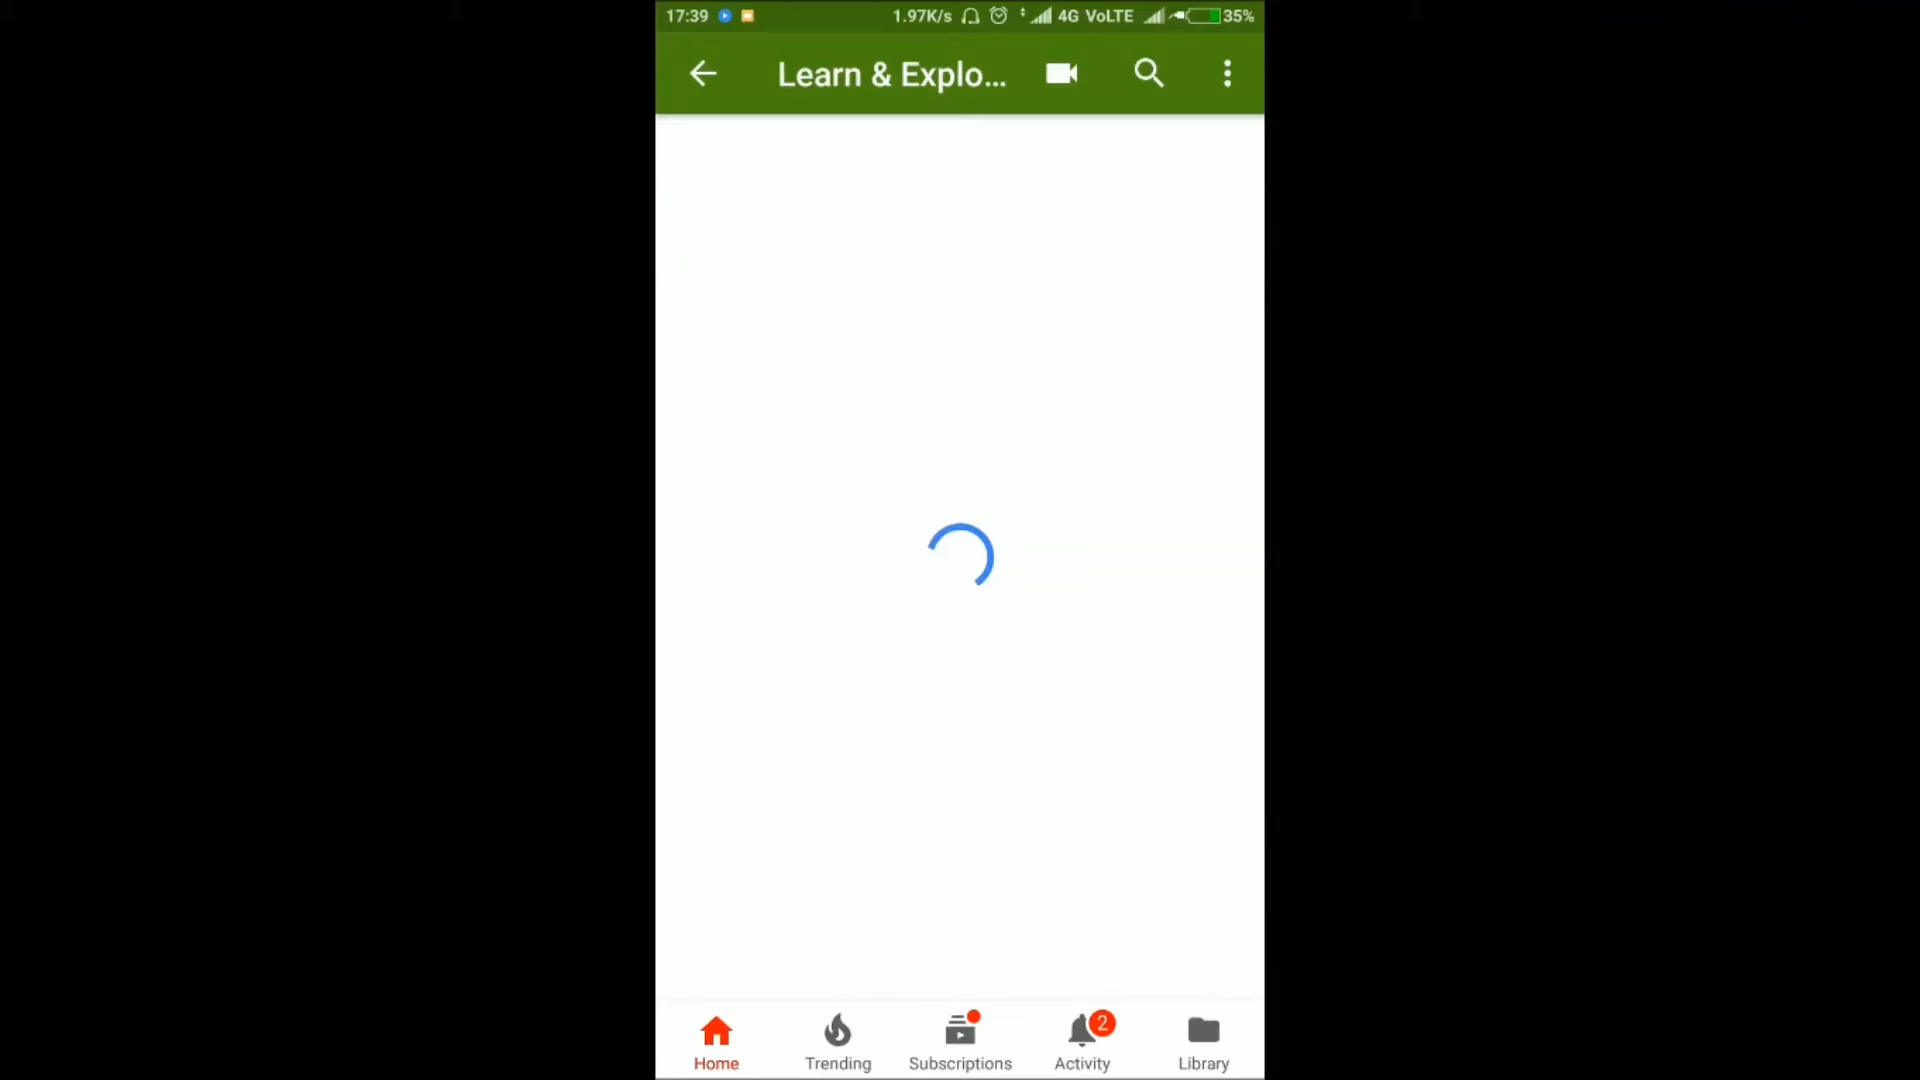 17:39 1.97K/s 4G VoLTE 35%
Learn & Explo...
2
Home Trending Subscriptions Activity Library